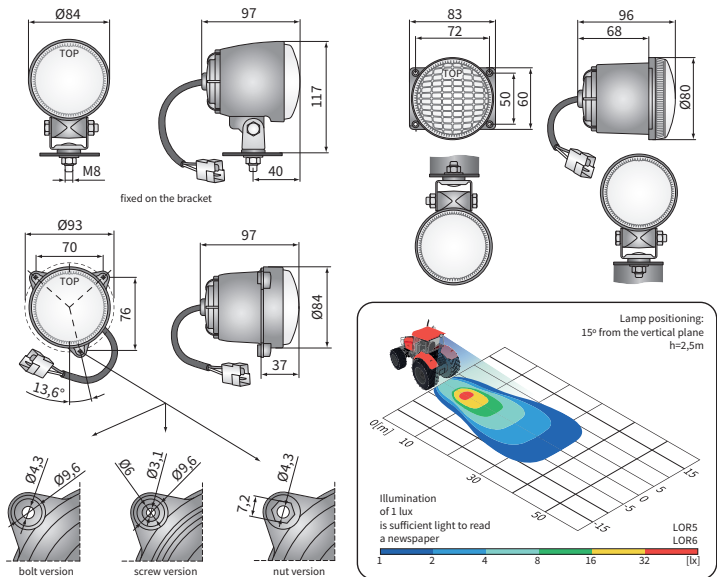 Ø84
TOP
M8
97
117
40
fixed on the bracket
83
72
TOP
50
60
96
68
Ø80
Ø93
70
TOP
76
13,6°
97
Ø84
37
Ø4,3
Ø9,6
bolt version
Ø6
Ø3,1
Ø9,6
screw version
Ø4,3
7,2
nut version
Lamp positioning:
15º from the vertical plane
h=2,5m
0[m]
10
30
50
15
5
0
-5
-15
Illumination
of 1 lux
is sufficient light to read
a newspaper
LOR5
LOR6
1 2 4 8 16 32 [lx]